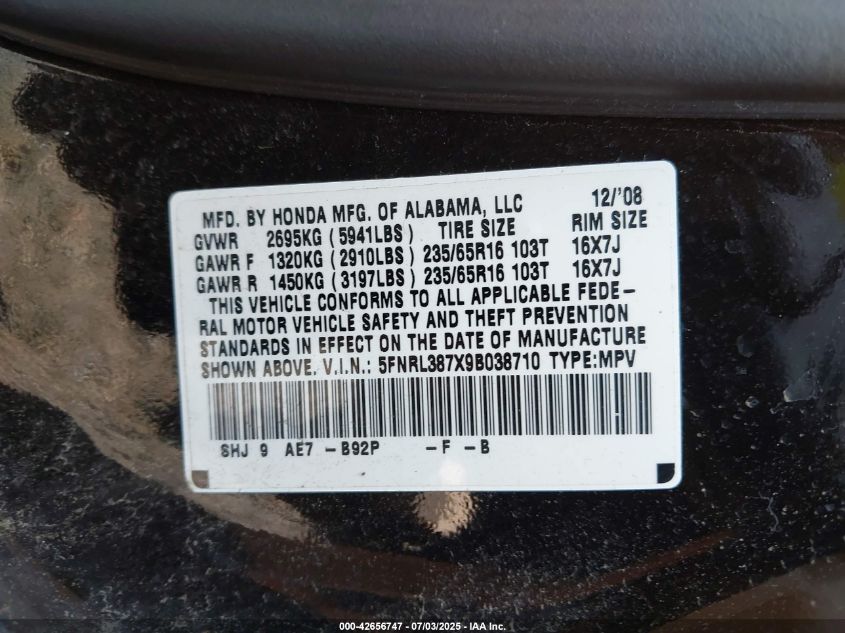 MFD. BY HONDA MFG. OF ALABAMA, LLC 12/'08
GVWR 2695KG (5941LBS) TIRE SIZE RIM SIZE
GAWR F 1320KG (2910LBS) 235/65R16 103T 16X7J
GAWR R 1450KG (3197LBS) 235/65R16 103T 16X7J
THIS VEHICLE CONFORMS TO ALL APPLICABLE FEDE-
RAL MOTOR VEHICLE SAFETY AND THEFT PREVENTION
STANDARDS IN EFFECT ON THE DATE OF MANUFACTURE
SHOWN ABOVE. V.I.N.: 5FNRL387X9B038710 TYPE:MPV
SHJ 9 AE7 -B92P -F -B
000-42656747 - 07/03/2025 - IAA Inc.